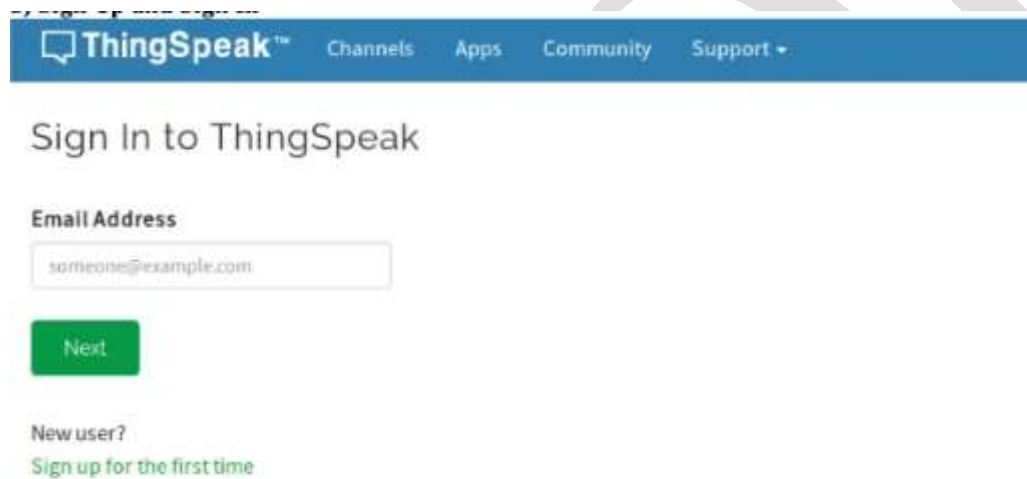 ThingSpeak™ Channels Apps Community Support
Sign In to ThingSpeak
Email Address
someone@example.com
Next
New user?
Sign up for the first time